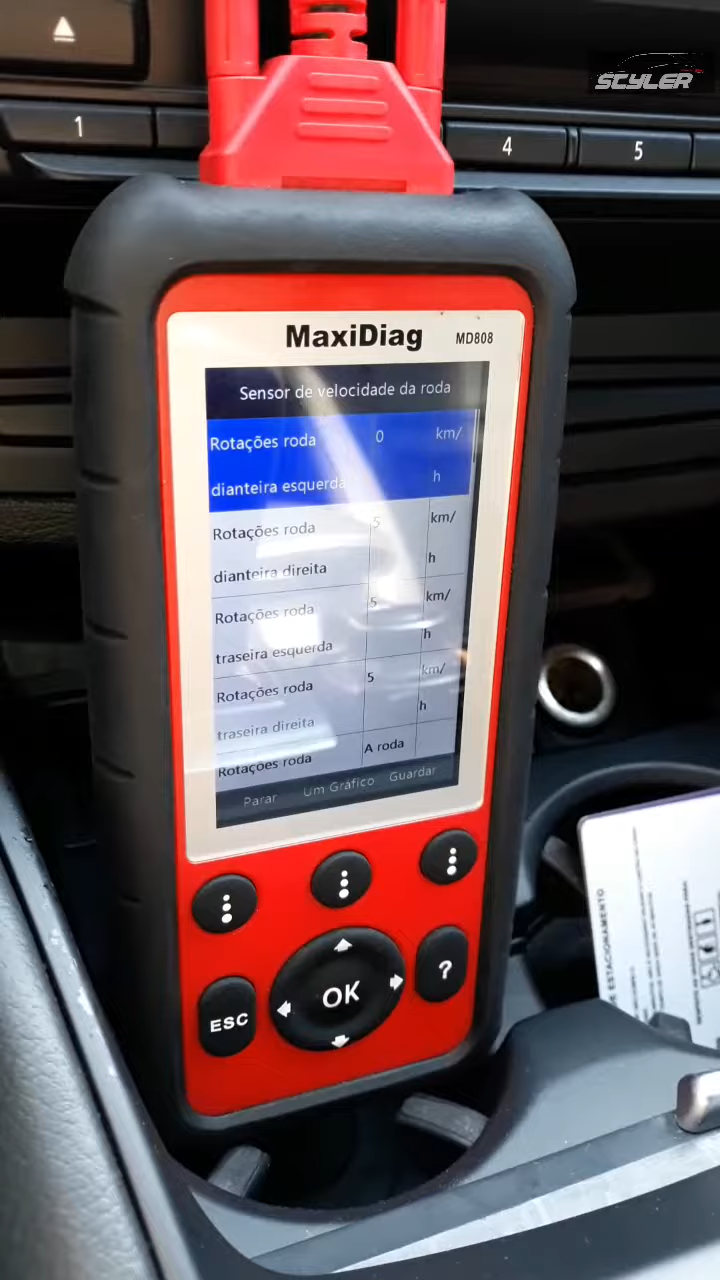 SCYLER
1
4
5
MaxiDiag MD808
Sensor de velocidade da roda
Rotações roda 0 km/
dianteira esquerda h
Rotações roda 5 km/
dianteira direita h
Rotações roda 5 km/
traseira esquerda h
Rotações roda 5 km/
traseira direita h
Rotações roda A roda
Parar Um Gráfico Guardar
ESC
OK
?
E ESTACIONAMENTO